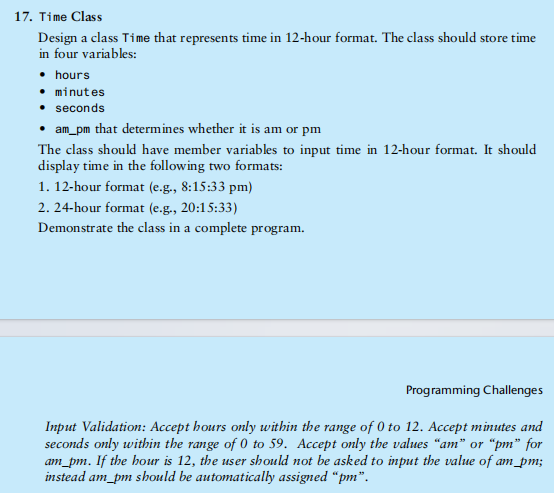 17. Time Class
Design a class Time that represents time in 12-hour format. The class should store time
in four variables:
• hours
• minutes
• seconds
• am_pm that determines whether it is am or pm
The class should have member variables to input time in 12-hour format. It should
display time in the following two formats:
1. 12-hour format (e.g., 8:15:33 pm)
2. 24-hour format (e.g., 20:15:33)
Demonstrate the class in a complete program.
Programming Challenges
Input Validation: Accept hours only within the range of 0 to 12. Accept minutes and
seconds only within the range of 0 to 59. Accept only the values “am” or “pm” for
am_pm. If the hour is 12, the user should not be asked to input the value of am_pm;
instead am_pm should be automatically assigned “pm”.